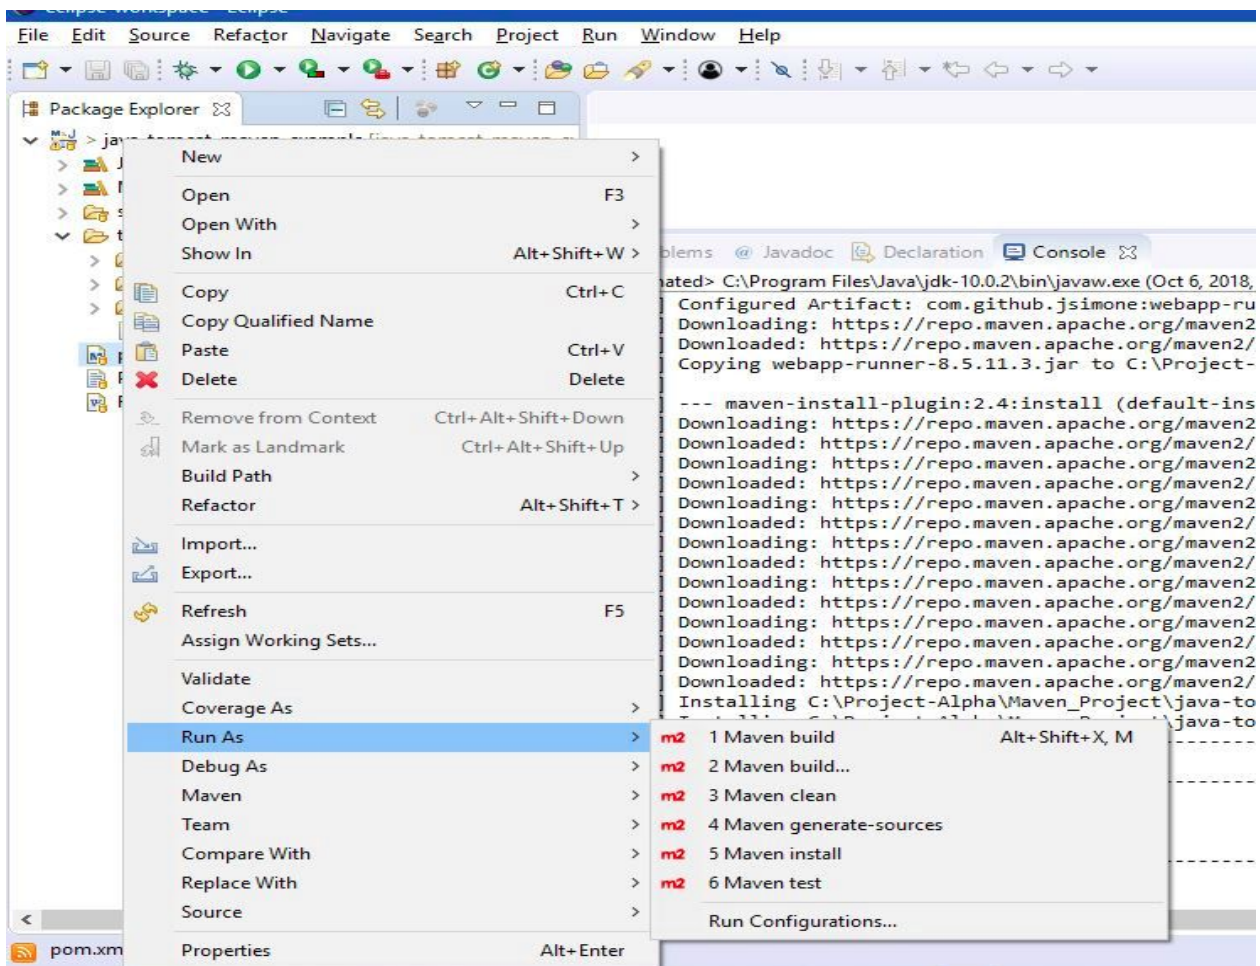 File Edit Source Refactor Navigate Search Project Run Window Help
Package Explorer
New
Open F3
Open With
Show In Alt+Shift+W >
Copy Ctrl+C
Copy Qualified Name
Paste Ctrl+V
Delete Delete
Remove from Context Ctrl+Alt+Shift+Down
Mark as Landmark Ctrl+Alt+Shift+Up
Build Path
Refactor Alt+Shift+T >
Import...
Export...
Refresh F5
Assign Working Sets...
Validate
Coverage As
Run As
Debug As
Maven
Team
Compare With
Replace With
Source
Properties Alt+Enter
m2 1 Maven build Alt+Shift+X, M
m2 2 Maven build...
m2 3 Maven clean
m2 4 Maven generate-sources
m2 5 Maven install
m2 6 Maven test
Run Configurations...
blems @ Javadoc Declaration Console
ated> C:\Program Files\Java\jdk-10.0.2\bin\javaw.exe (Oct 6, 2018,
] Configured Artifact: com.github.jsimone:webapp-ru
] Downloading: https://repo.maven.apache.org/maven2
] Downloaded: https://repo.maven.apache.org/maven2/
] Copying webapp-runner-8.5.11.3.jar to C:\Project-
]
] --- maven-install-plugin:2.4:install (default-ins
] Downloading: https://repo.maven.apache.org/maven2
] Downloaded: https://repo.maven.apache.org/maven2/
] Downloading: https://repo.maven.apache.org/maven2
] Downloaded: https://repo.maven.apache.org/maven2/
] Downloading: https://repo.maven.apache.org/maven2
] Downloaded: https://repo.maven.apache.org/maven2/
] Downloading: https://repo.maven.apache.org/maven2
] Downloaded: https://repo.maven.apache.org/maven2/
] Downloading: https://repo.maven.apache.org/maven2
] Downloaded: https://repo.maven.apache.org/maven2/
] Downloading: https://repo.maven.apache.org/maven2
] Downloaded: https://repo.maven.apache.org/maven2/
] Downloading: https://repo.maven.apache.org/maven2
] Downloaded: https://repo.maven.apache.org/maven2/
] Installing C:\Project-Alpha\Maven_Project\java-to
\java-to
pom.xm